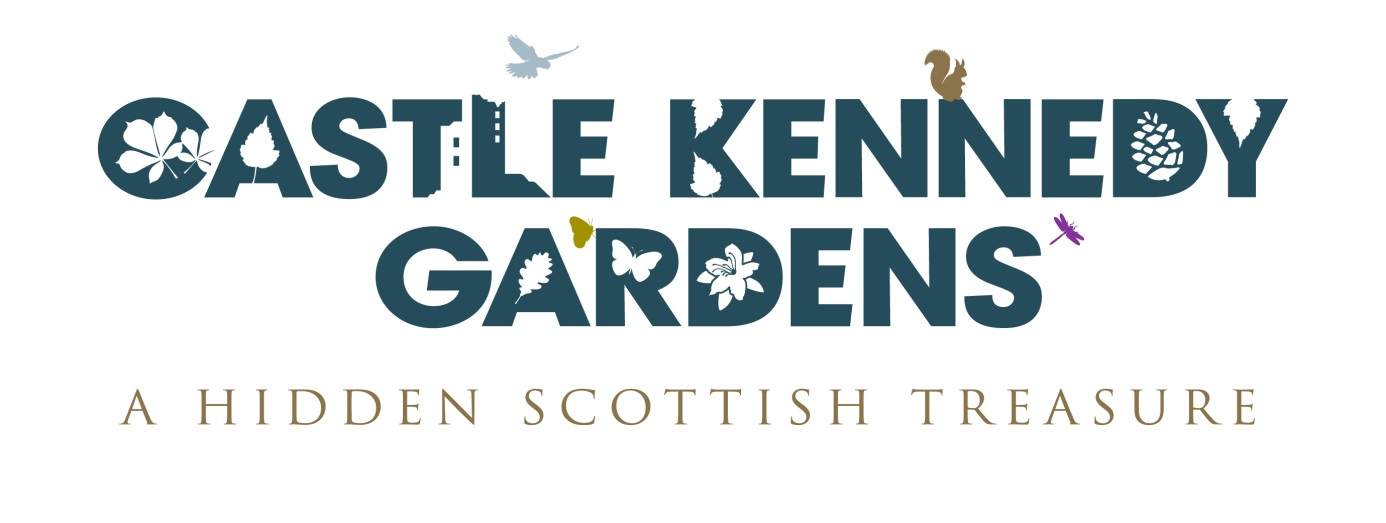 CASTLE KENNEDY
GARDENS
A HIDDEN SCOTTISH TREASURE